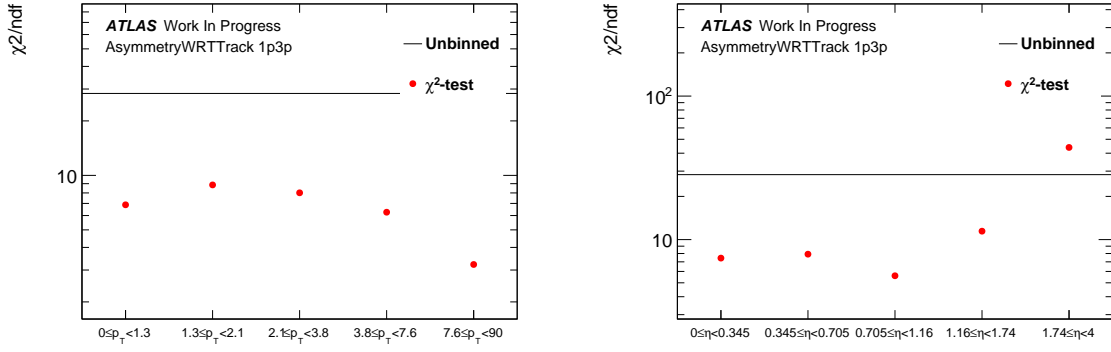 χ2/ndf
ATLAS Work In Progress
AsymmetryWRTTrack 1p3p
Unbinned
χ²-test
10
0≤p_T<1.3 1.3≤p_T<2.1 2.1≤p_T<3.8 3.8≤p_T<7.6 7.6≤p_T<90
χ2/ndf
ATLAS Work In Progress
AsymmetryWRTTrack 1p3p
Unbinned
χ²-test
10²
10
0≤η<0.345 0.345≤η<0.705 0.705≤η<1.16 1.16≤η<1.74 1.74≤η<4